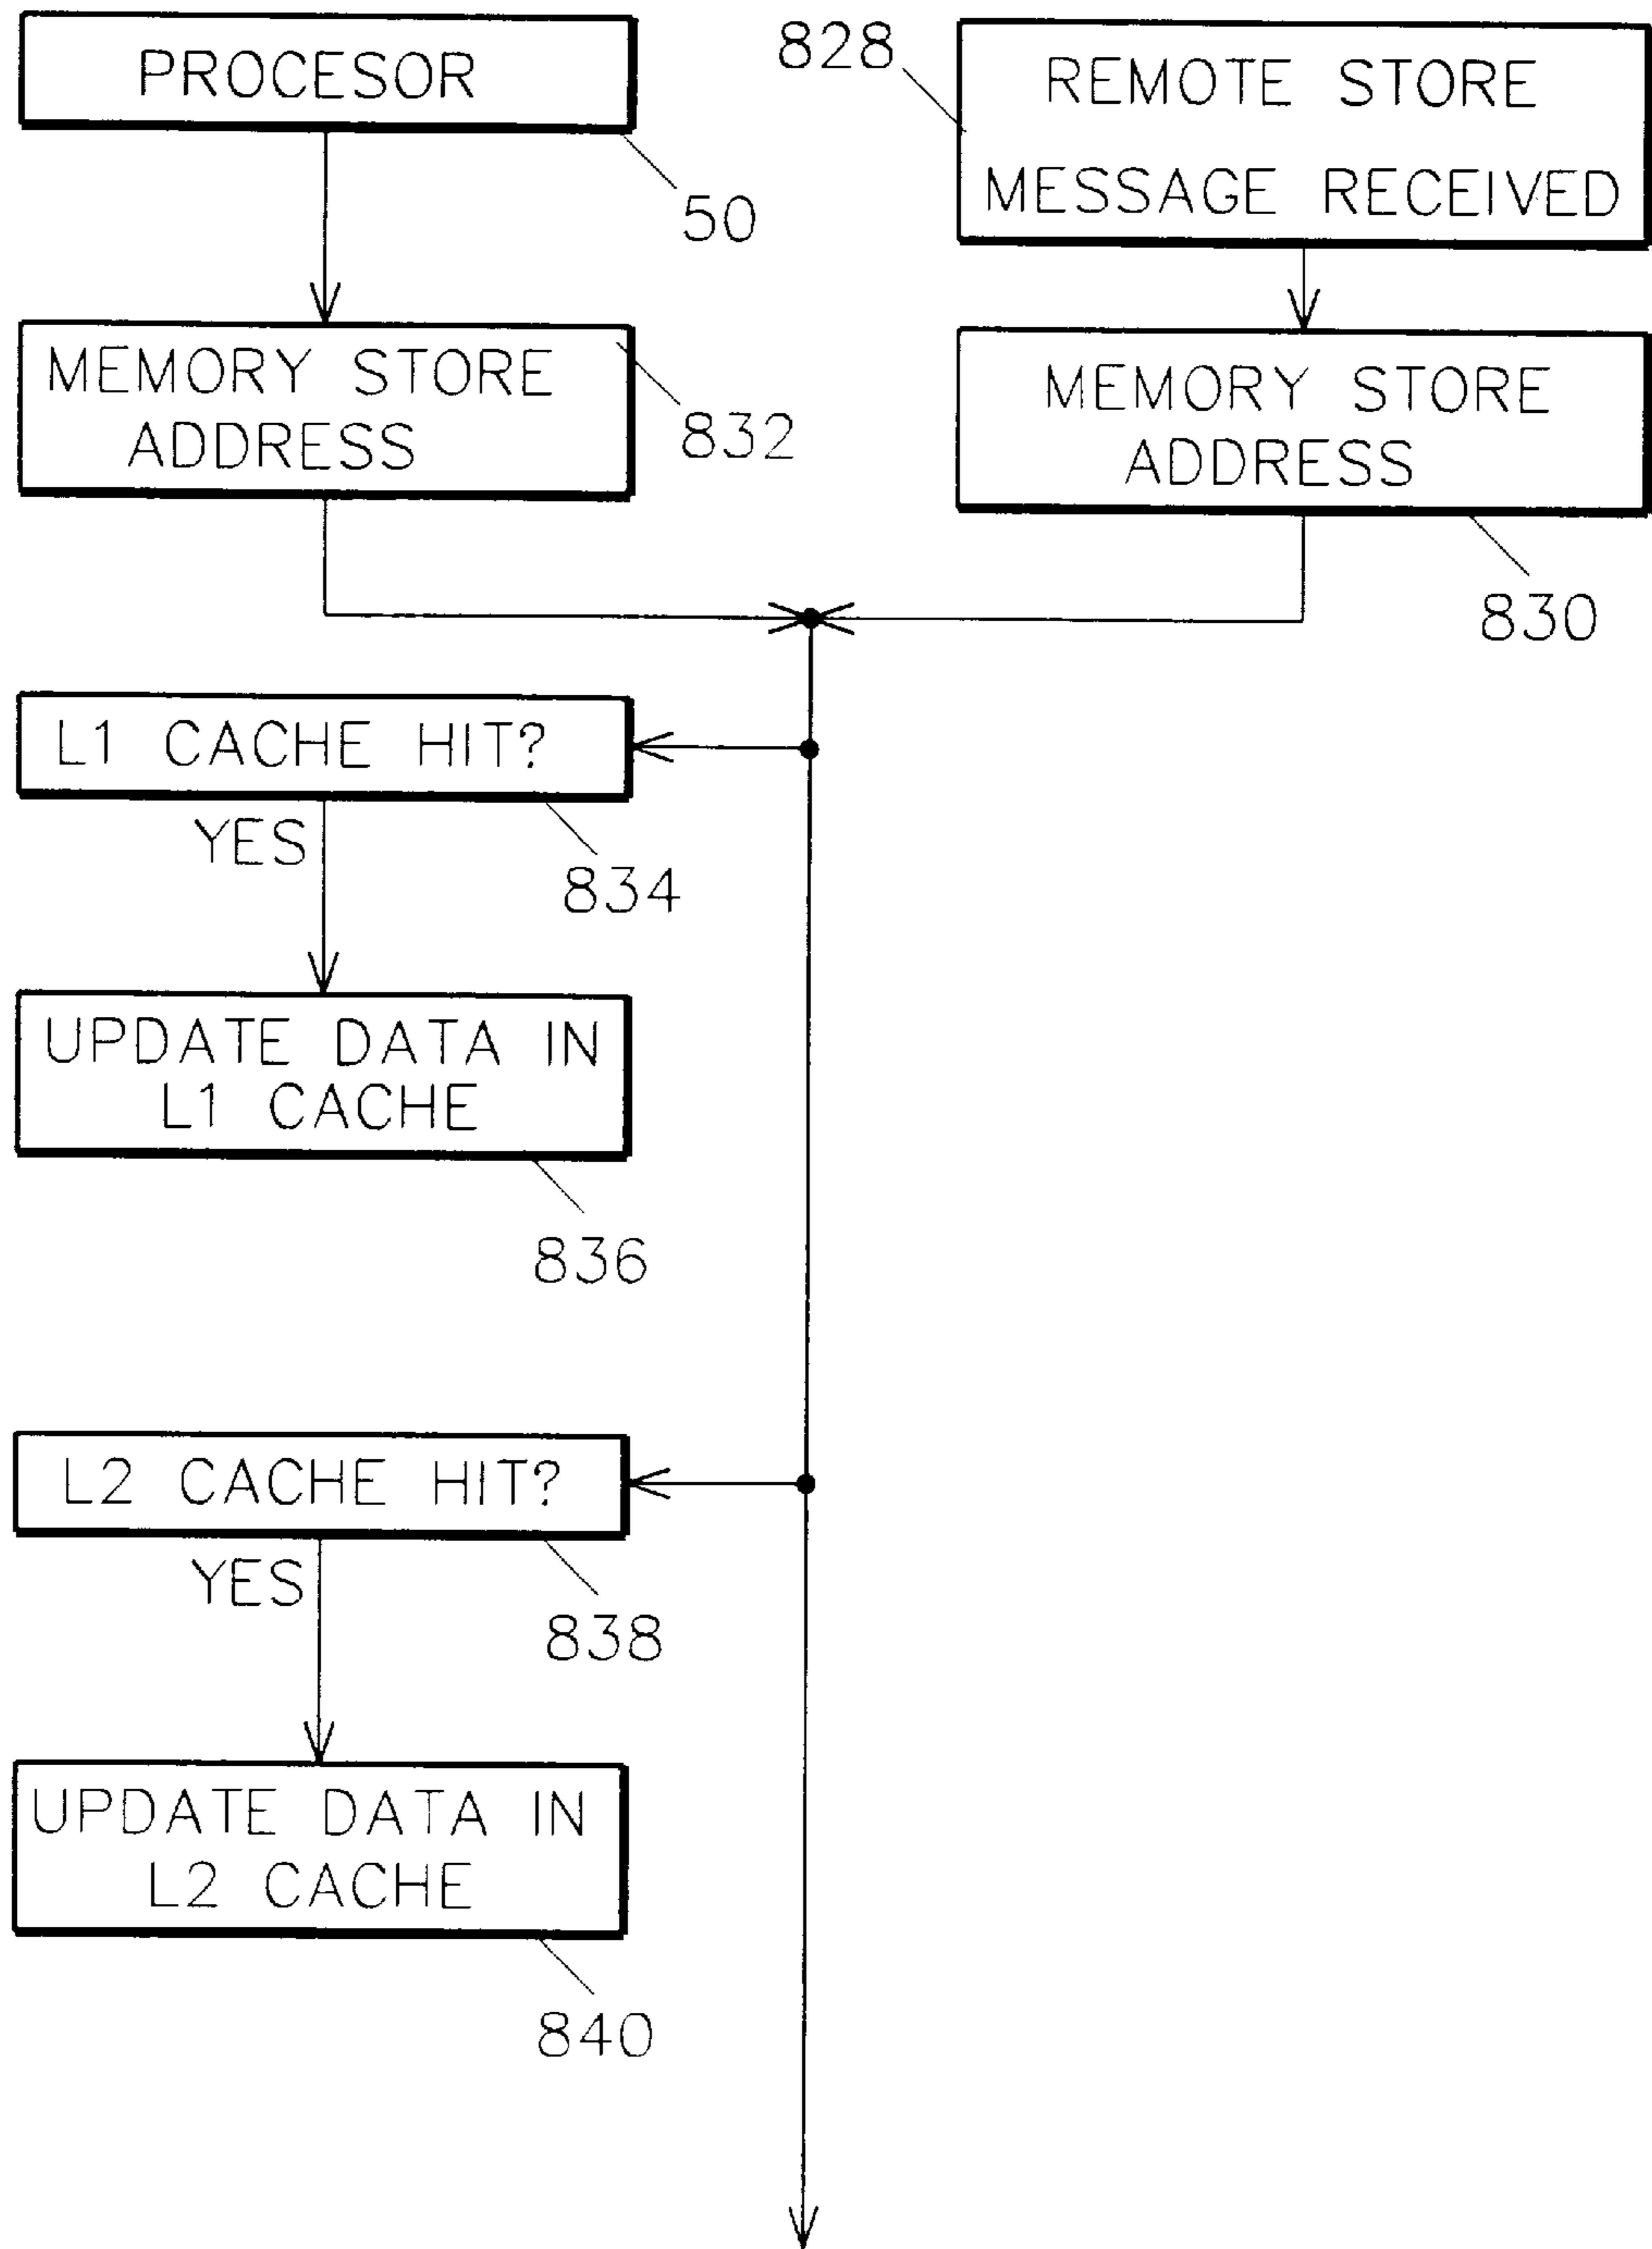 PROCESOR
50
828
REMOTE STORE
MESSAGE RECEIVED
MEMORY STORE
ADDRESS
832
MEMORY STORE
ADDRESS
830
L1 CACHE HIT?
YES
834
UPDATE DATA IN
L1 CACHE
836
L2 CACHE HIT?
YES
838
UPDATE DATA IN
L2 CACHE
840